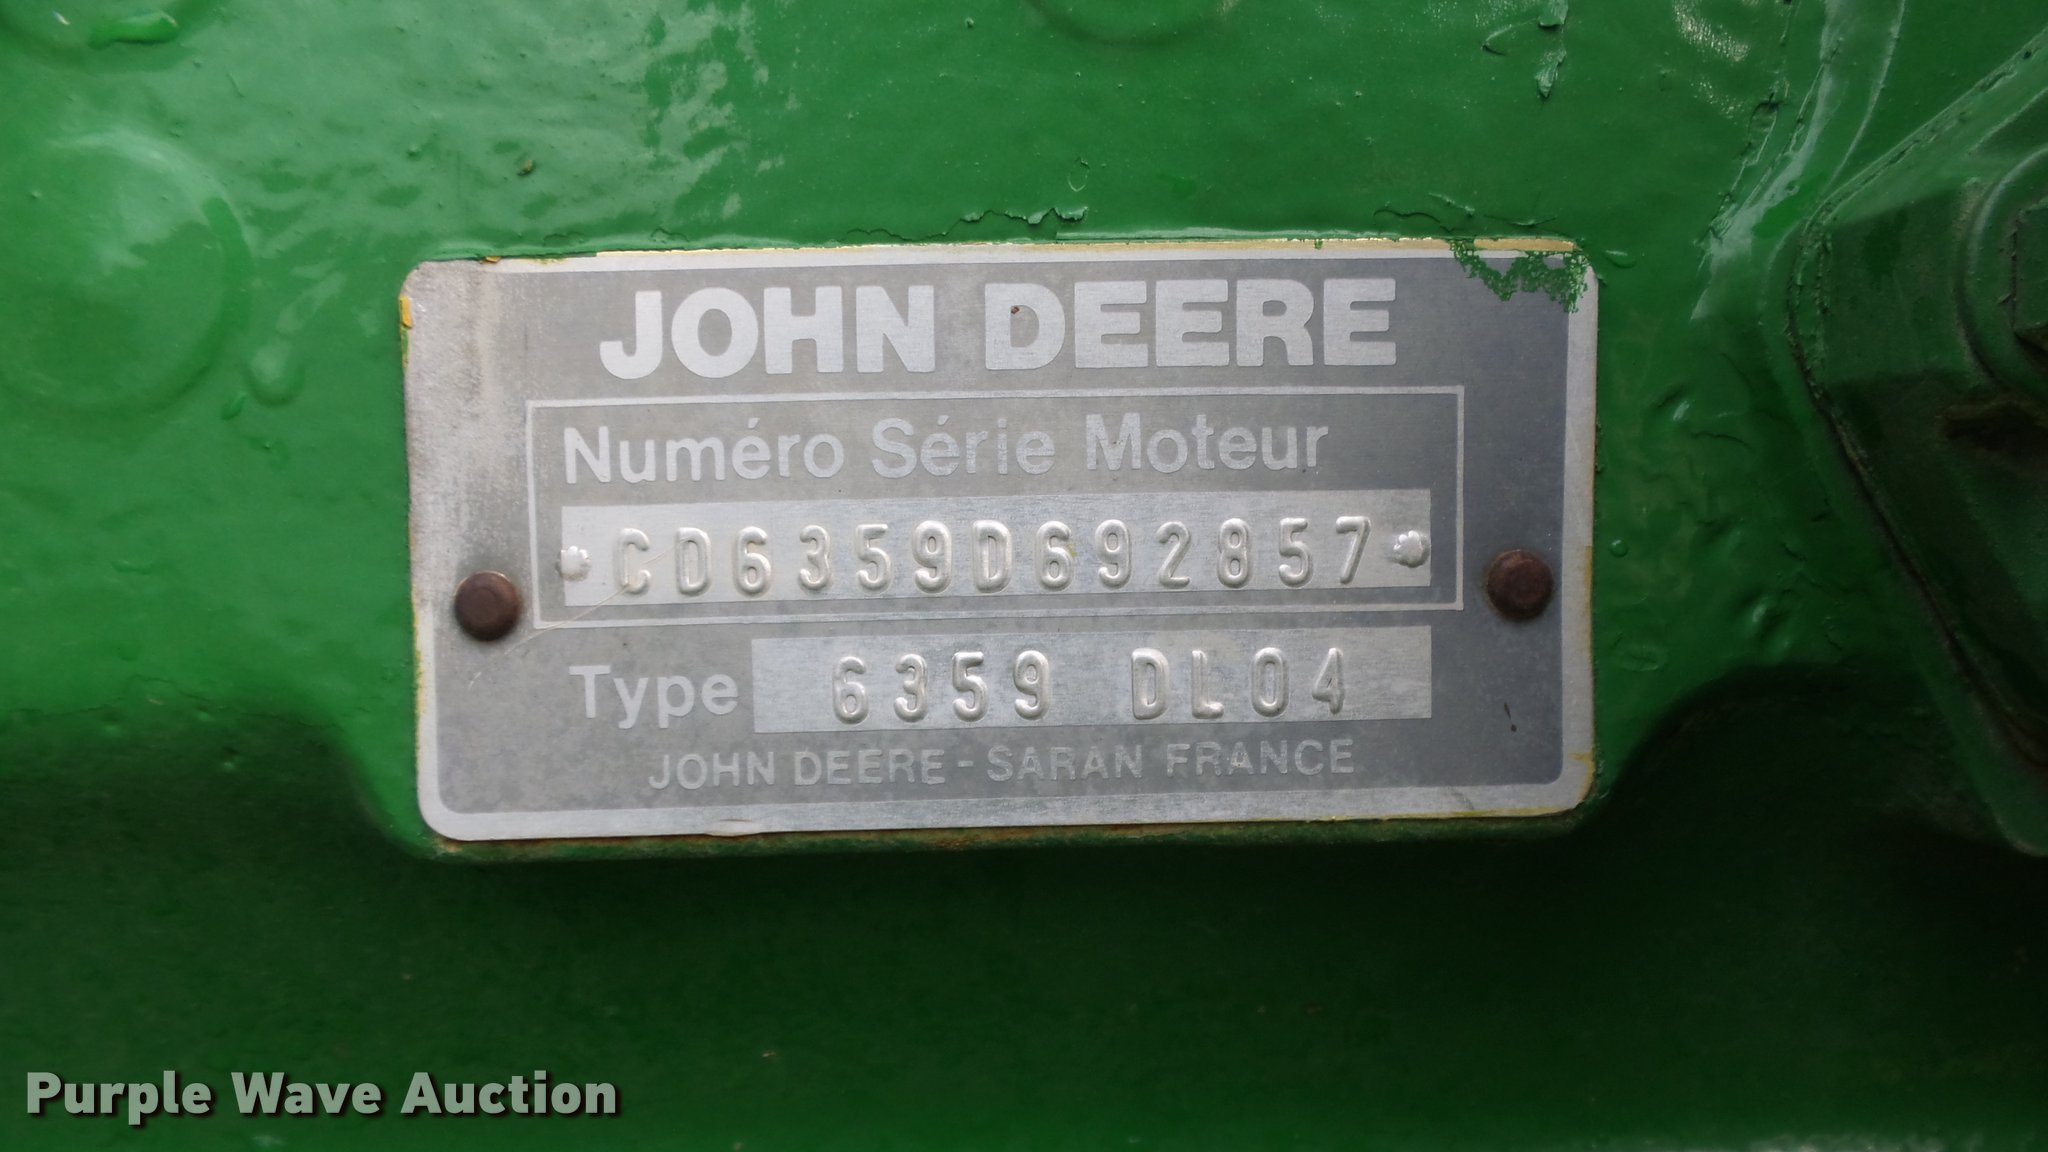 JOHN DEERE
Numéro Série Moteur
*CD6359D692857*
Type 6359 DL04
JOHN DEERE - SARAN FRANCE
Purple Wave Auction